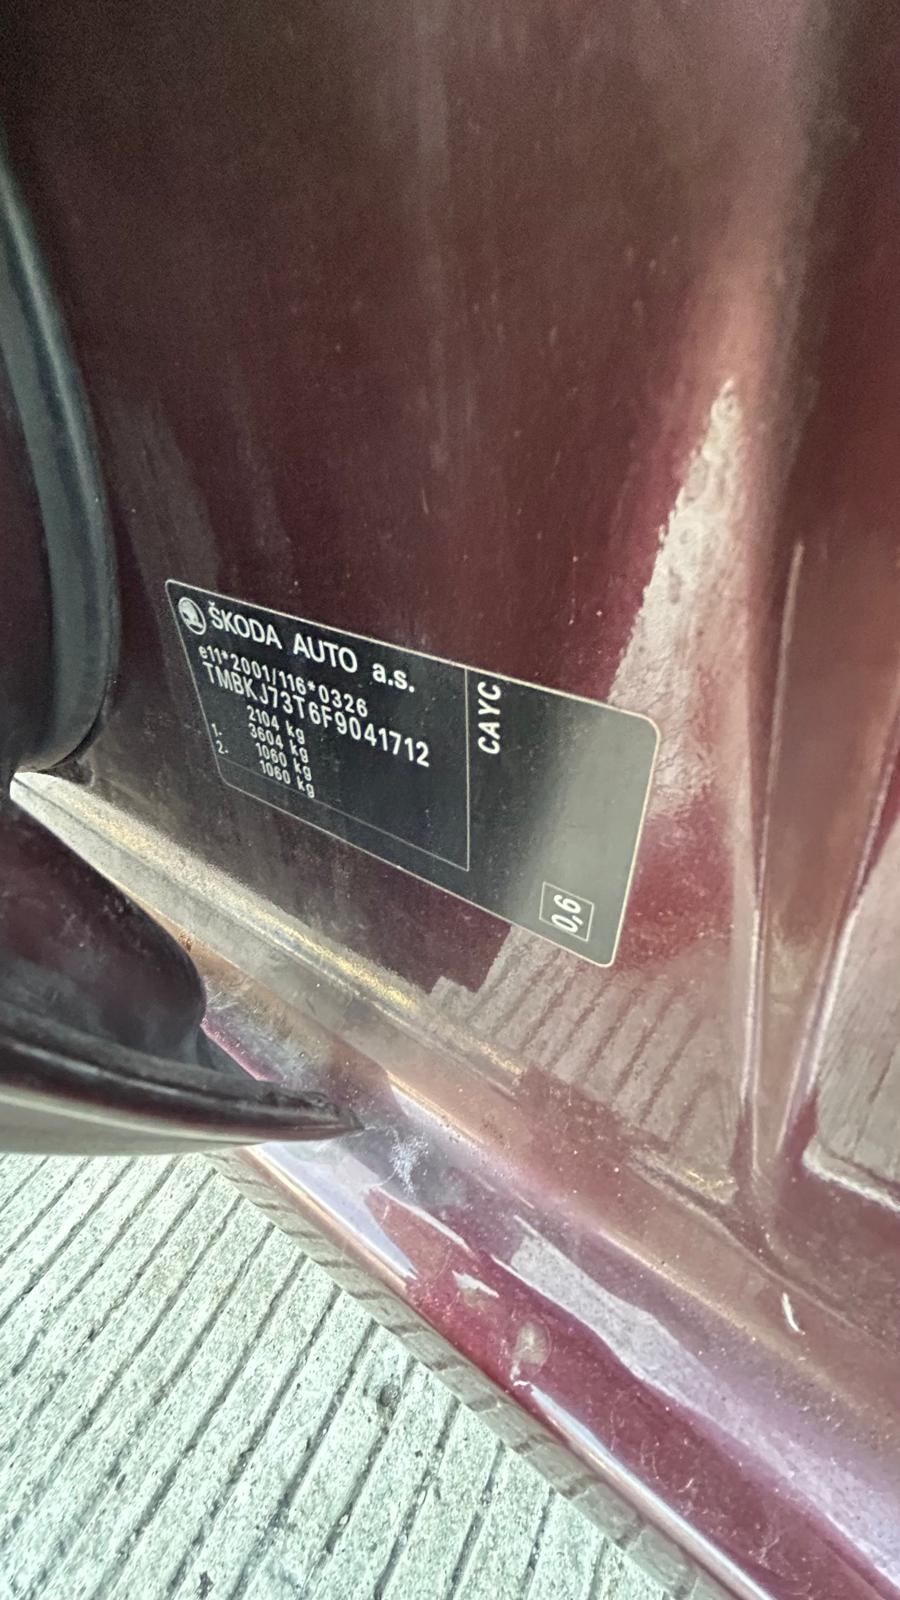 ŠKODA AUTO a.s.
e11*2001/116*0326
TMBKJ73T6F9041712
2104 kg
3604 kg
1. 1060 kg
2. 1060 kg
CAYC
0,6